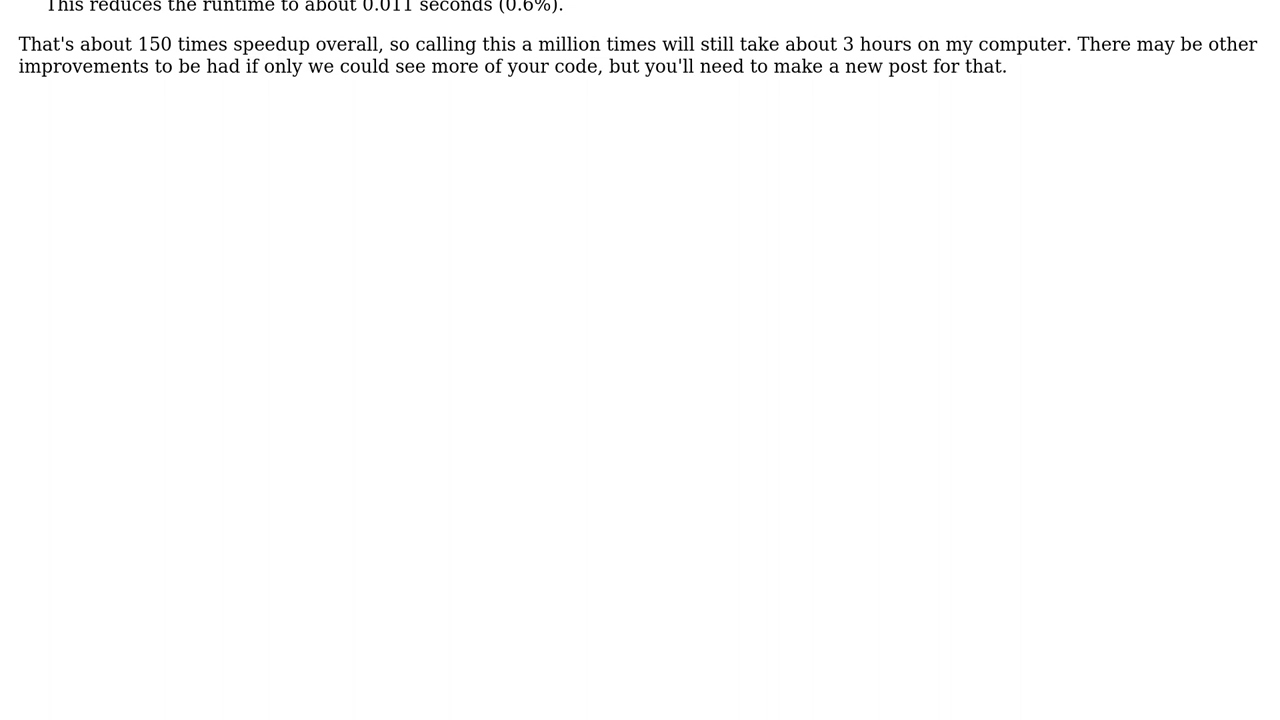 This reduces the runtime to about 0.011 seconds (0.6%).
That's about 150 times speedup overall, so calling this a million times will still take about 3 hours on my computer. There may be other
improvements to be had if only we could see more of your code, but you'll need to make a new post for that.